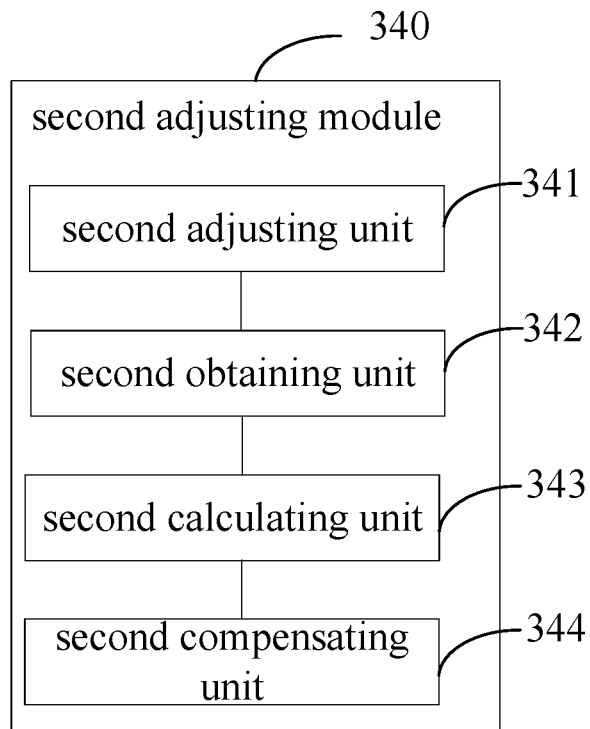 340
second adjusting module
341
second adjusting unit
342
second obtaining unit
343
second calculating unit
344
second compensating
unit